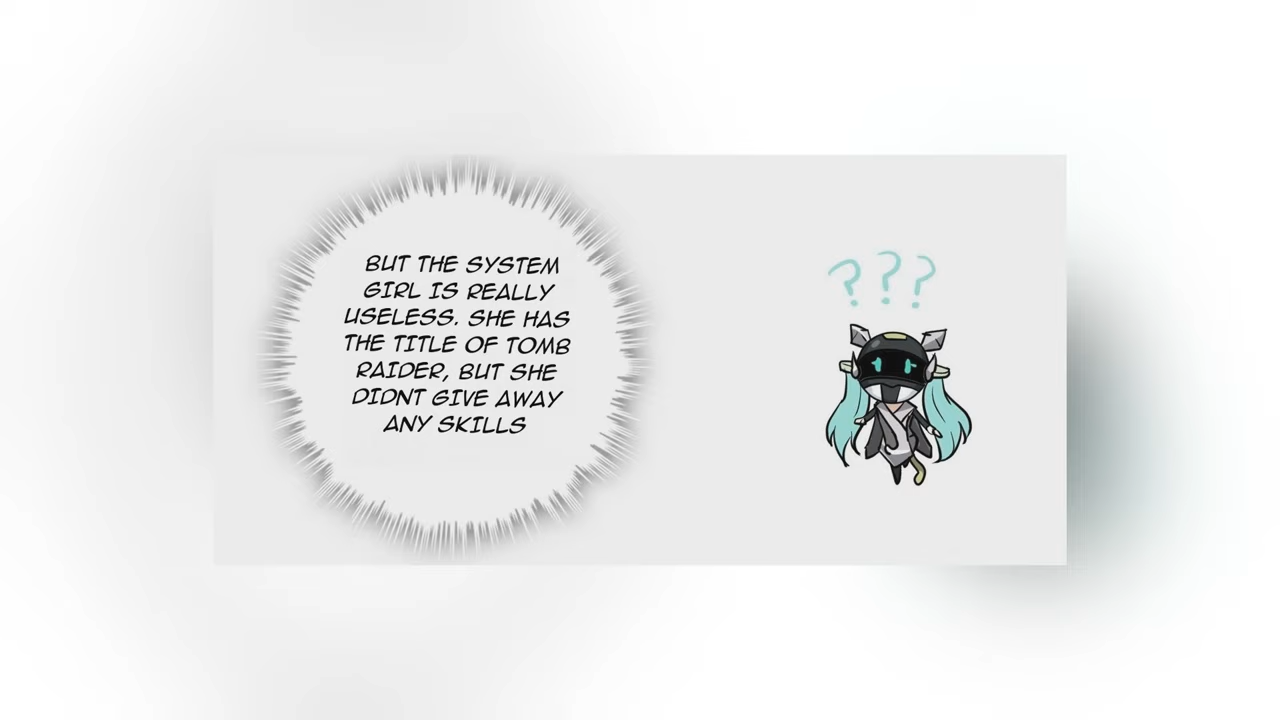 BUT THE SYSTEM
GIRL IS REALLY
USELESS. SHE HAS
THE TITLE OF TOMB
RAIDER, BUT SHE
DIDNT GIVE AWAY
ANY SKILLS
???